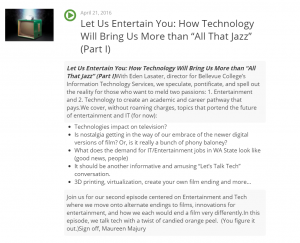 April 21, 2016
Let Us Entertain You: How Technology
Will Bring Us More than “All That Jazz”
(Part I)
Let Us Entertain You: How Technology Will Bring Us More than “All That
Jazz” (Part I)With Eden Lasater, director for Bellevue College’s
Information Technology Services, we speculate, pontificate, and spell out
the reality for those who want to meld two passions: 1. Entertainment
and 2. Technology to create an academic and career pathway that
pays.We cover, without roaming charges, topics that portend the future
of entertainment and IT (for now):
Technologies impact on television?
Is nostalgia getting in the way of our embrace of the newer digital
versions of film? Or, is it really a bunch of phony baloney?
What does the demand for IT/Entertainment jobs in WA State look like
(good news, people)
It should be another informative and amusing “Let’s Talk Tech”
conversation.
3D printing, virtualization, create your own film ending and more...
Join us for our second episode centered on Entertainment and Tech
where we move onto alternate endings to films, innovations for
entertainment, and how we each would end a film very differently.In this
episode, we talk tech with a twist of candied orange peel. (You figure it
out.)Sign off, Maureen Majury